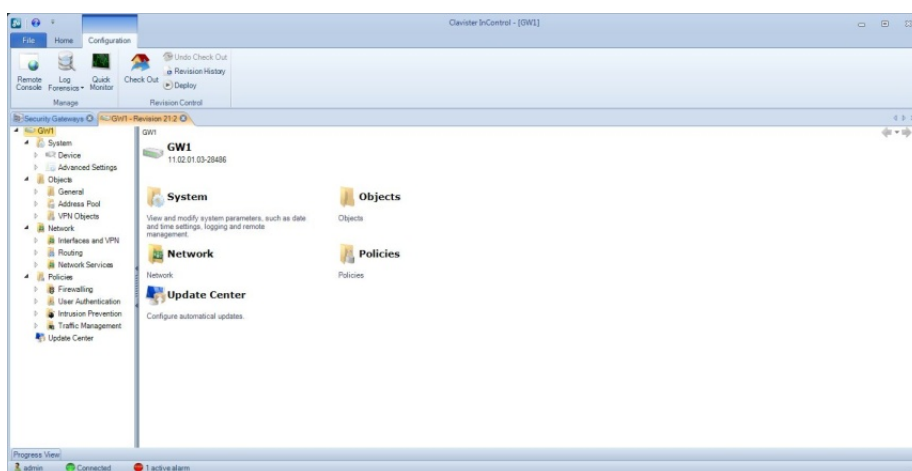 Clavister InControl - [GW1]
File Home Configuration
Remote Console
Log Forensics
Quick Monitor
Check Out
Undo Check Out
Revision History
Deploy
Manage
Revision Control
Security Gateways
GW1 - Revision 21:2
GW1
System
Device
Advanced Settings
Objects
General
Address Pool
VPN Objects
Network
Interfaces and VPN
Routing
Network Services
Policies
Firewalling
User Authentication
Intrusion Prevention
Traffic Management
Update Center
GW1
GW1
11.02.01.03-28486
System
View and modify system parameters, such as date
and time settings, logging and remote
management.
Objects
Objects
Network
Network
Policies
Policies
Update Center
Configure automatical updates.
Progress View
admin Connected 1 active alarm